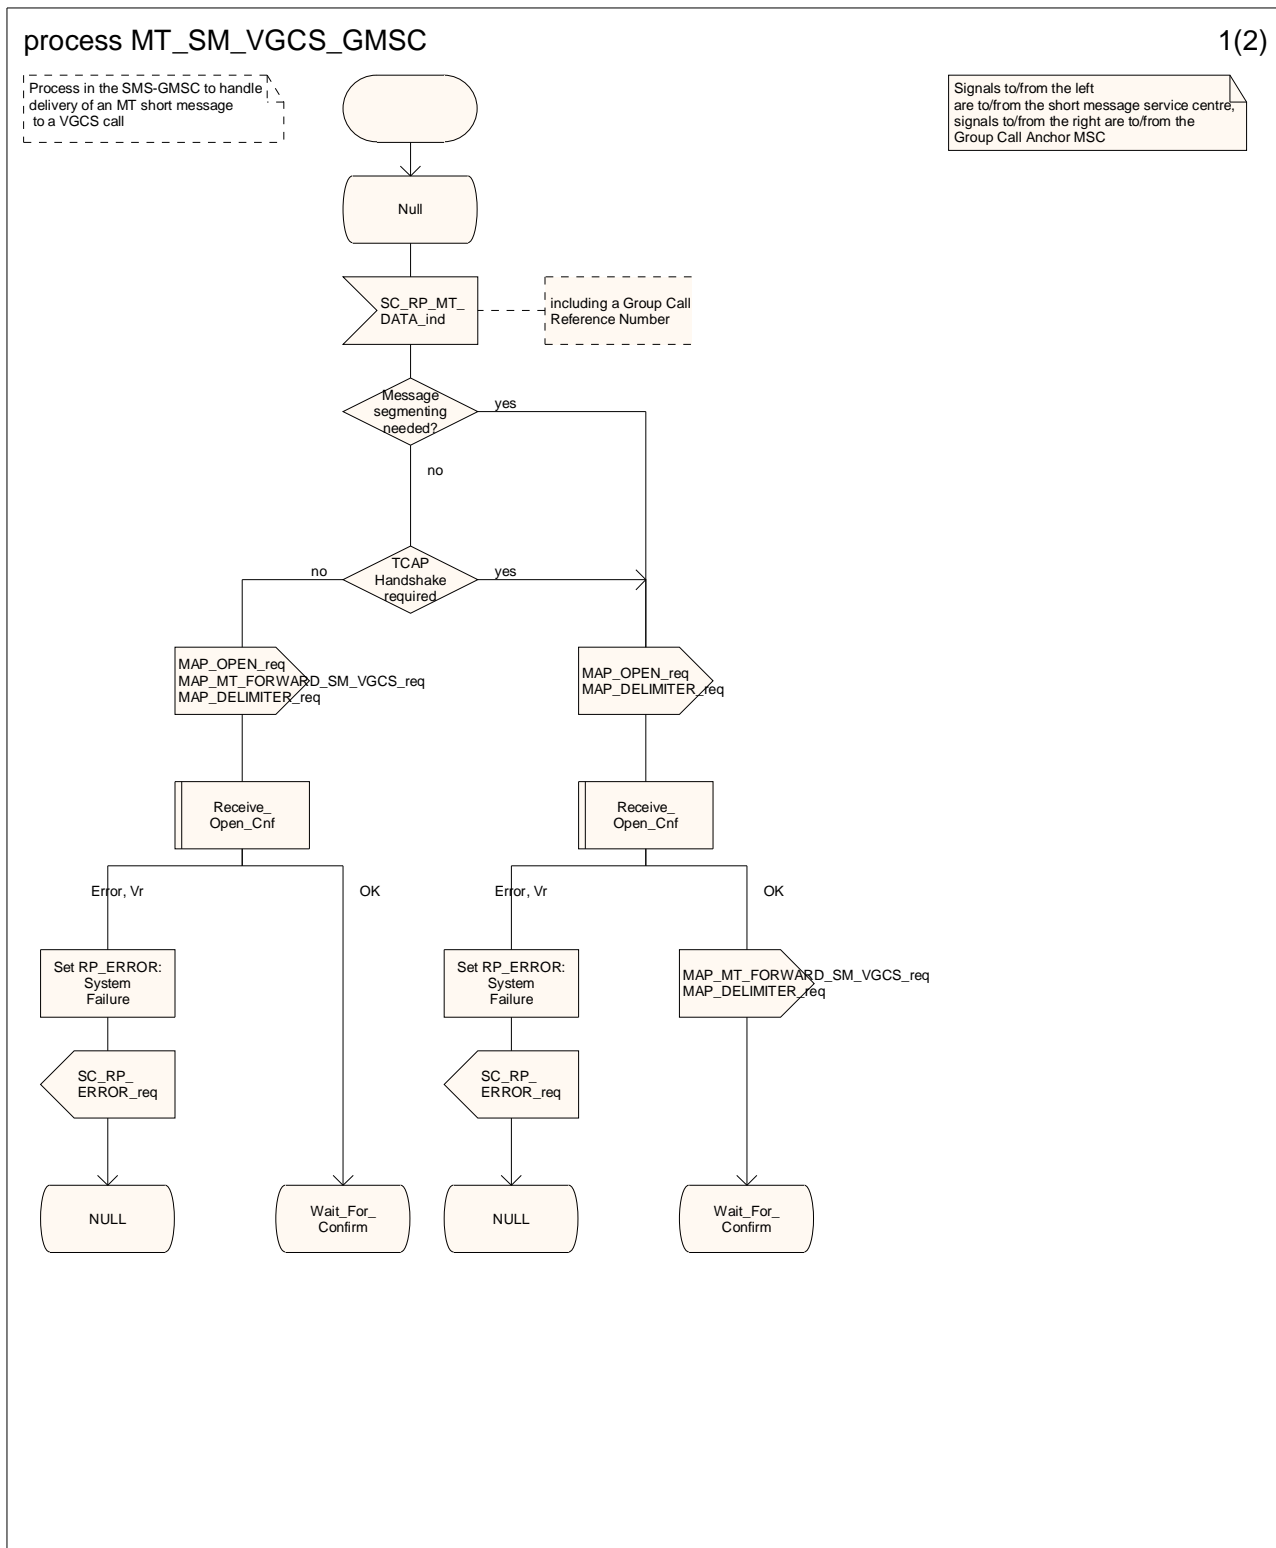 process MT_SM_VGCS_GMSC
1(2)
Process in the SMS-GMSC to handle
delivery of an MT short message
to a VGCS call
Signals to/from the left
are to/from the short message service centre,
signals to/from the right are to/from the
Group Call Anchor MSC
Null
SC_RP_MT_
DATA_ind
including a Group Call
Reference Number
Message
segmenting
needed?
yes
no
TCAP
Handshake
required
no
yes
MAP_OPEN_req
MAP_MT_FORWARD_SM_VGCS_req
MAP_DELIMITER_req
MAP_OPEN_req
MAP_DELIMITER_req
Receive_
Open_Cnf
Receive_
Open_Cnf
Error, Vr
OK
Error, Vr
OK
Set RP_ERROR:
System
Failure
Set RP_ERROR:
System
Failure
MAP_MT_FORWARD_SM_VGCS_req
MAP_DELIMITER_req
SC_RP_
ERROR_req
SC_RP_
ERROR_req
NULL
Wait_For_
Confirm
NULL
Wait_For_
Confirm